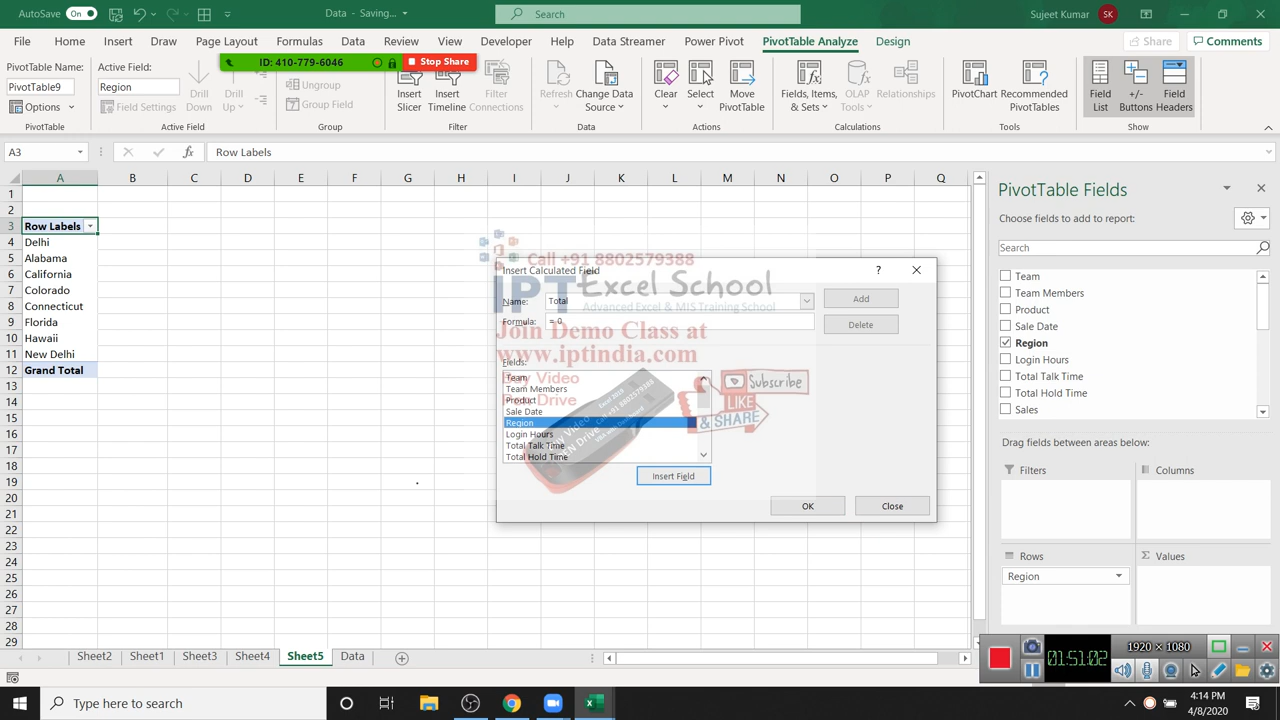 AutoSave On Data - Saving... Search Sujeet Kumar SK
File Home Insert Draw Page Layout Formulas Data Review View Developer Help Data Streamer Power Pivot PivotTable Analyze Design Share Comments
ID: 410-779-6046 Stop Share
PivotTable Name:
PivotTable9
Options
PivotTable
Active Field:
Region
Field Settings
Drill Down
Drill Up
Active Field
Ungroup
Group Field
Group
Insert Slicer
Insert Timeline
Filter Connections
Filter
Refresh
Change Data Source
Data
Clear
Select
Move PivotTable
Actions
Fields, Items, & Sets
OLAP Tools
Relationships
Calculations
PivotChart
Recommended PivotTables
Tools
Field List
+/- Buttons
Field Headers
Show
A3 fx Row Labels
A B C D E F G H I J K L M N O P Q
1
2
3 Row Labels
4 Delhi
5 Alabama
6 California
7 Colorado
8 Connecticut
9 Florida
10 Hawaii
11 New Delhi
12 Grand Total
13
14
15
16
17
18
19
20
21
22
23
24
25
26
27
28
29
Call +91 8802579388
IPT Excel School
Advanced Excel & MIS Training School
Join Demo Class at
www.iptindia.com
Buy Video
Pen Drive
Excel 2019
Call +91 8802579388
Subscribe
LIKE
& SHARE
Insert Calculated Field ?
Name: Total Add
Formula: = 0 Delete
Fields:
Team
Team Members
Product
Sale Date
Region
Login Hours
Total Talk Time
Total Hold Time
Insert Field
OK Close
PivotTable Fields
Choose fields to add to report:
Search
Team
Team Members
Product
Sale Date
Region
Login Hours
Total Talk Time
Total Hold Time
Sales
Drag fields between areas below:
Filters Columns
Rows Values
Region
Sheet2 Sheet1 Sheet3 Sheet4 Sheet5 Data
01:51:02 1920 × 1080
Type here to search
4:14 PM
4/8/2020